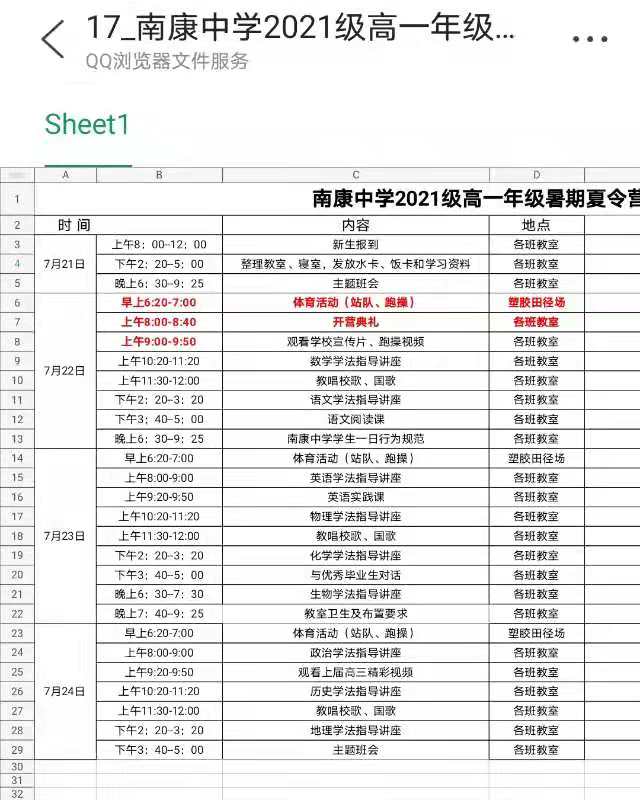 17_南康中学2021级高一年级...
QQ浏览器文件服务
Sheet1
A B C D
1 南康中学2021级高一年级暑期夏令营
2 时间 内容 地点
3 上午8：00-12：00 新生报到 各班教室
4 7月21日 下午2：20-5：00 整理教室、寝室，发放水卡、饭卡和学习资料 各班教室
5 晚上6：30-9：25 主题班会 各班教室
6 早上6:20-7:00 体育活动（站队、跑操） 塑胶田径场
7 上午8:00-8:40 开营典礼 各班教室
8 上午9:00-9:50 观看学校宣传片、跑操视频 各班教室
9 上午10:20-11:20 数学学法指导讲座 各班教室
7月22日
10 上午11:30-12:00 教唱校歌、国歌 各班教室
11 下午2：20-3：20 语文学法指导讲座 各班教室
12 下午3；40-5：00 语文阅读课 各班教室
13 晚上6：30-9：25 南康中学学生一日行为规范 各班教室
14 早上6:20-7:00 体育活动（站队、跑操） 塑胶田径场
15 上午8:00-9:00 英语学法指导讲座 各班教室
16 上午9:20-9:50 英语实践课 各班教室
17 上午10:20-11:20 物理学法指导讲座 各班教室
18 7月23日 上午11:30-12:00 教唱校歌、国歌 各班教室
19 下午2：20-3：20 化学学法指导讲座 各班教室
20 下午3；40-5：00 与优秀毕业生对话 各班教室
21 晚上6；30-7；30 生物学法指导讲座 各班教室
22 晚上7；40-9；25 教室卫生及布置要求 各班教室
23 早上6:20-7:00 体育活动（站队、跑操） 塑胶田径场
24 上午8:00-9:00 政治学法指导讲座 各班教室
25 上午9:20-9:50 观看上届高三精彩视频 各班教室
26 7月24日 上午10:20-11:20 历史学法指导讲座 各班教室
27 上午11:30-12:00 教唱校歌、国歌 各班教室
28 下午2：20-3：20 地理学法指导讲座 各班教室
29 下午3；40-5：00 主题班会 各班教室
30
31
32